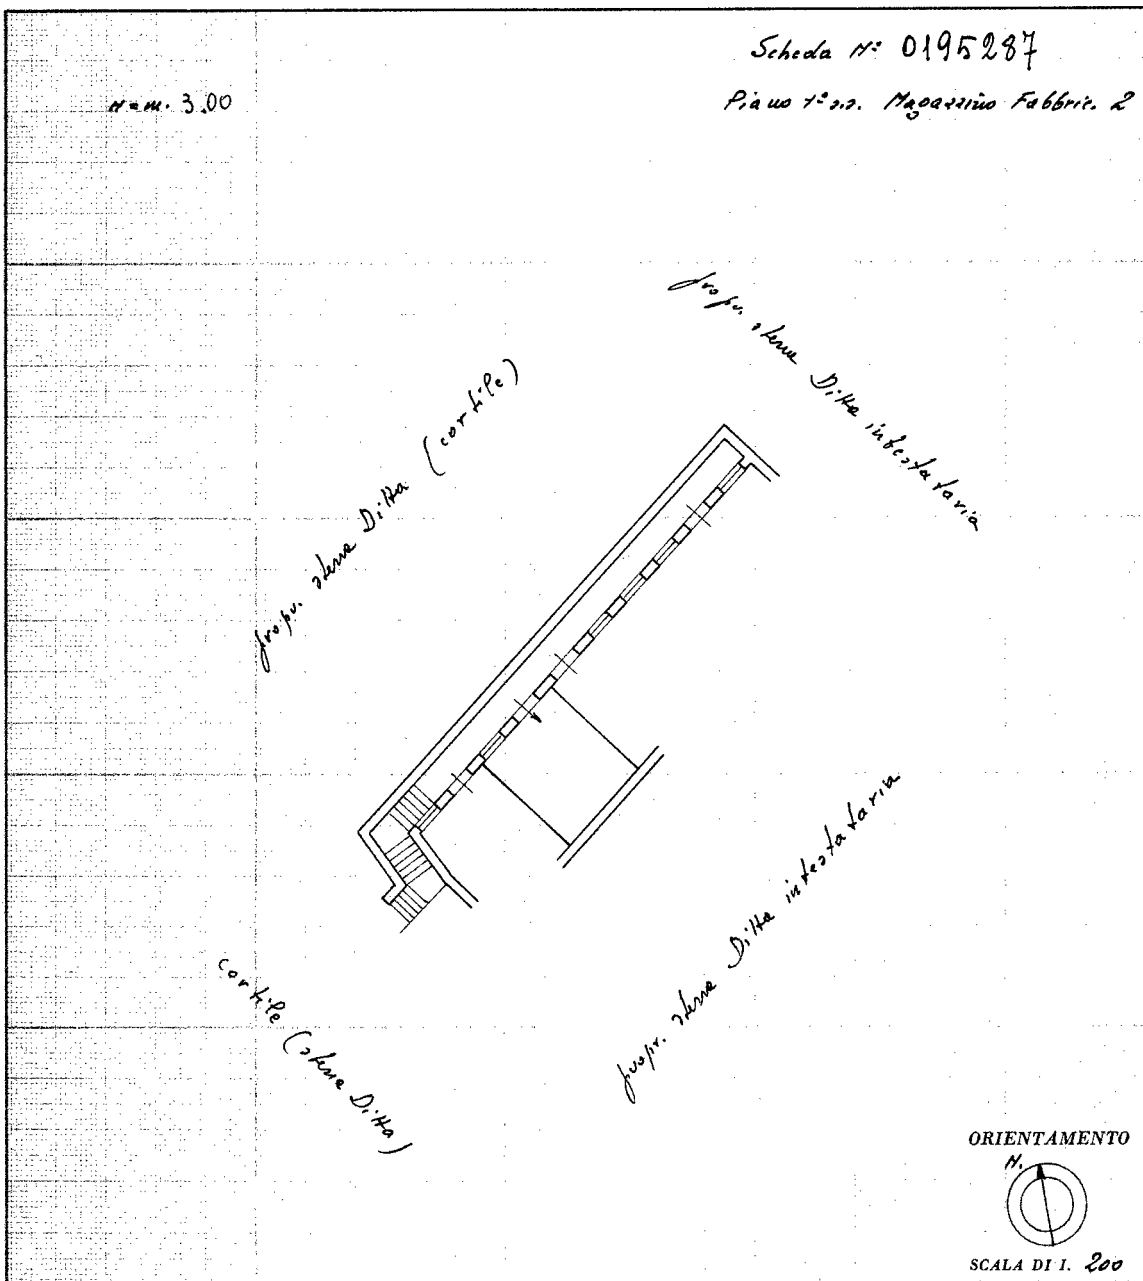 Scheda N° 0195287
H = m. 3.00
Piano 1° s.s. Magazzino Fabbric. 2
propr. stessa Ditta intestataria
propr. stessa Ditta (cortile)
propr. stessa Ditta intestataria
cortile (stessa Ditta)
ORIENTAMENTO
N.
SCALA DI 1. 200